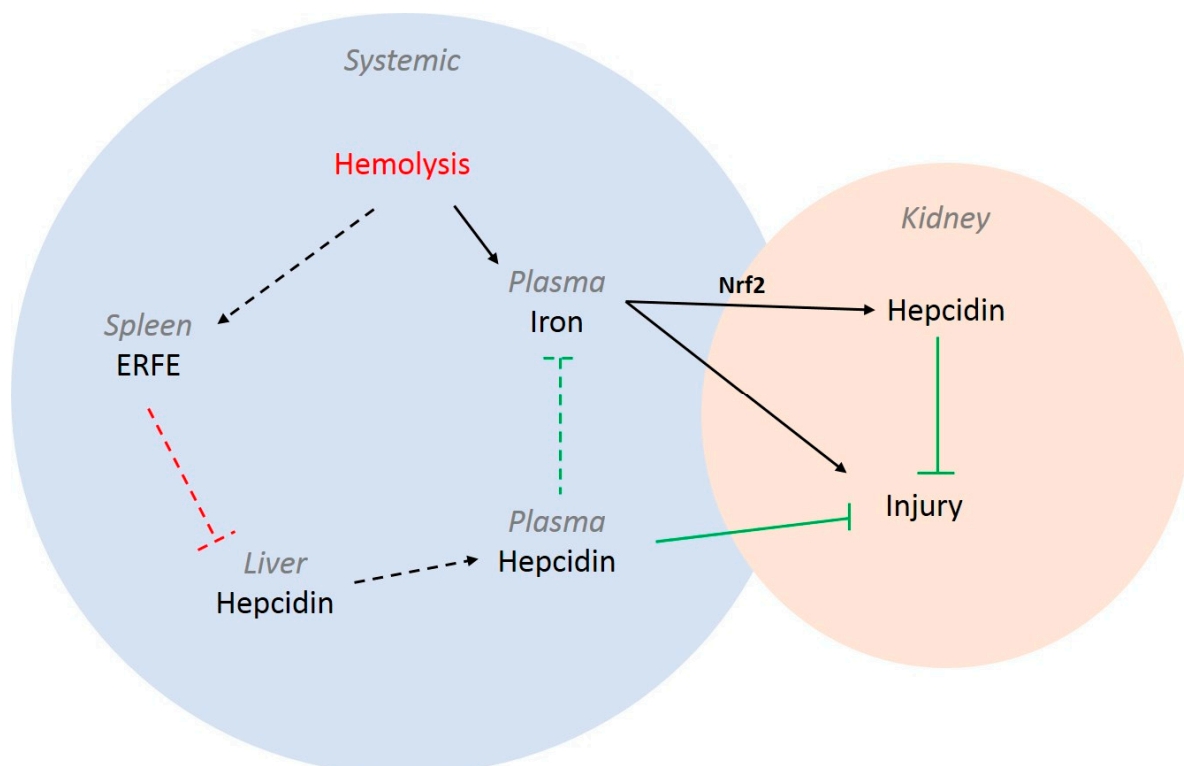 Systemic
Hemolysis
Kidney
Plasma
Iron
Nrf2
Hepcidin
Spleen
ERFE
Injury
Plasma
Hepcidin
Liver
Hepcidin